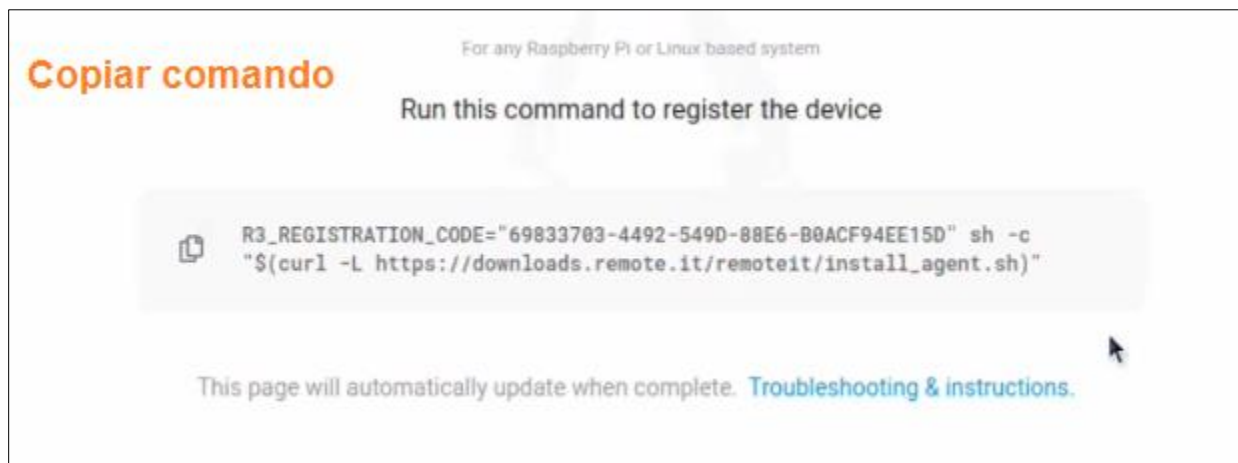 For any Raspberry Pi or Linux based system
Copiar comando
Run this command to register the device
R3_REGISTRATION_CODE="69833703-4492-549D-88E6-B0ACF94EE15D" sh -c
"$(curl -L https://downloads.remote.it/remoteit/install_agent.sh)"
This page will automatically update when complete. Troubleshooting & instructions.